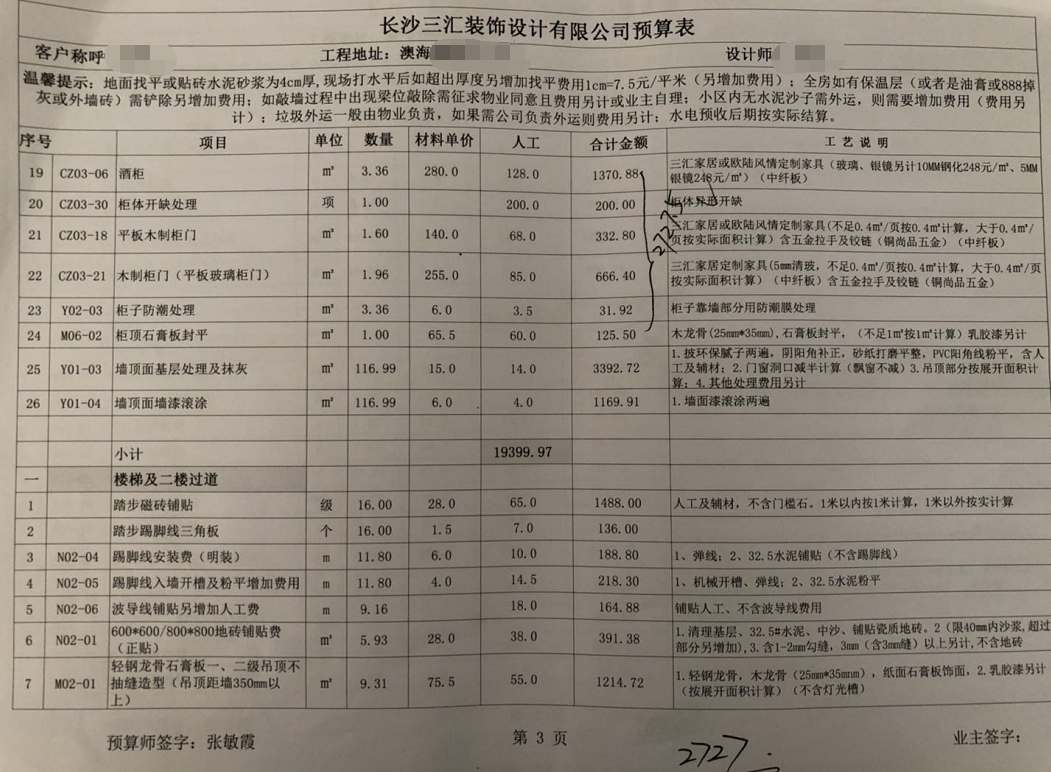 长沙三汇装饰设计有限公司预算表
客户称呼 工程地址：澳海 设计师
温馨提示：地面找平或贴砖水泥砂浆为4cm厚,现场打水平后如超出厚度另增加找平费用1cm=7.5元/平米（另增加费用）；全房如有保温层（或者是油膏或888掉
灰或外墙砖）需铲除另增加费用；如敲墙过程中出现梁位敲除需征求物业同意且费用另计或业主自理；小区内无水泥沙子需外运，则需要增加费用（费用另
计）；垃圾外运一般由物业负责，如果需公司负责外运则费用另计；水电预收后期按实际结算。
序号 项目 单位 数量 材料单价 人工 合计金额 工 艺 说 明
19 CZ03-06 酒柜 m² 3.36 280.0 128.0 1370.88 三汇家居或欧陆风情定制家具（玻璃、银镜另计10MM钢化248元/㎡、5MM
银镜248元/㎡）（中纤板）
20 CZ03-30 柜体开缺处理 项 1.00 200.0 200.00 柜体异形开缺
21 CZ03-18 平板木制柜门 m² 1.60 140.0 68.0 332.80 三汇家居或欧陆风情定制家具(不足0.4㎡/页按0.4㎡计算，大于0.4㎡/
页按实际面积计算）含五金拉手及铰链（铜尚品五金）（中纤板）
22 CZ03-21 木制柜门（平板玻璃柜门） m² 1.96 255.0 85.0 666.40 三汇家居定制家具(5mm清玻，不足0.4㎡/页按0.4㎡计算，大于0.4㎡/页
按实际面积计算）（中纤板）含五金拉手及铰链（铜尚品五金）
23 Y02-03 柜子防潮处理 m² 3.36 6.0 3.5 31.92 柜子靠墙部分用防潮膜处理
24 M06-02 柜顶石膏板封平 m² 1.00 65.5 60.0 125.50 木龙骨(25mm*35mm),石膏板封平，（不足1㎡按1㎡计算）乳胶漆另计
25 Y01-03 墙顶面基层处理及抹灰 m² 116.99 15.0 14.0 3392.72 1.披环保腻子两遍，阴阳角补正，砂纸打磨平整，PVC阳角线粉平，含人
工及辅材；2.门窗洞口减半计算（飘窗不减）3.吊顶部分按展开面积计
算；4.其他处理费用另计
26 Y01-04 墙顶面墙漆滚涂 m² 116.99 6.0 4.0 1169.91 1.墙面漆滚涂两遍
2727.5
小计 19399.97
一 楼梯及二楼过道
1 踏步磁砖铺贴 级 16.00 28.0 65.0 1488.00 人工及辅材，不含门槛石。1米以内按1米计算，1米以外按实计算
2 踏步踢脚线三角板 个 16.00 1.5 7.0 136.00
3 N02-04 踢脚线安装费（明装） m 11.80 6.0 10.0 188.80 1、弹线；2、32.5水泥铺贴（不含踢脚线）
4 N02-05 踢脚线入墙开槽及粉平增加费用 m 11.80 4.0 14.5 218.30 1、机械开槽、弹线；2、32.5水泥粉平
5 N02-06 波导线铺贴另增加人工费 m 9.16 18.0 164.88 铺贴人工、不含波导线费用
6 N02-01 600*600/800*800地砖铺贴费
（正贴） m² 5.93 28.0 38.0 391.38 1.清理基层、32.5#水泥、中沙、铺贴瓷质地砖。2（限40mm内沙浆,超过
部分另增加),3.含1-2mm勾缝，3mm（含3mm缝）以上另计,不含地砖
7 M02-01 轻钢龙骨石膏板一、二级吊顶不
抽缝造型（吊顶距墙350mm以
上） m² 9.31 75.5 55.0 1214.72 1.轻钢龙骨，木龙骨（25mm*35mm），纸面石膏板饰面，2.乳胶漆另计
（按展开面积计算）（不含灯光槽）
预算师签字：张敏霞 第 3 页 业主签字：
2727.